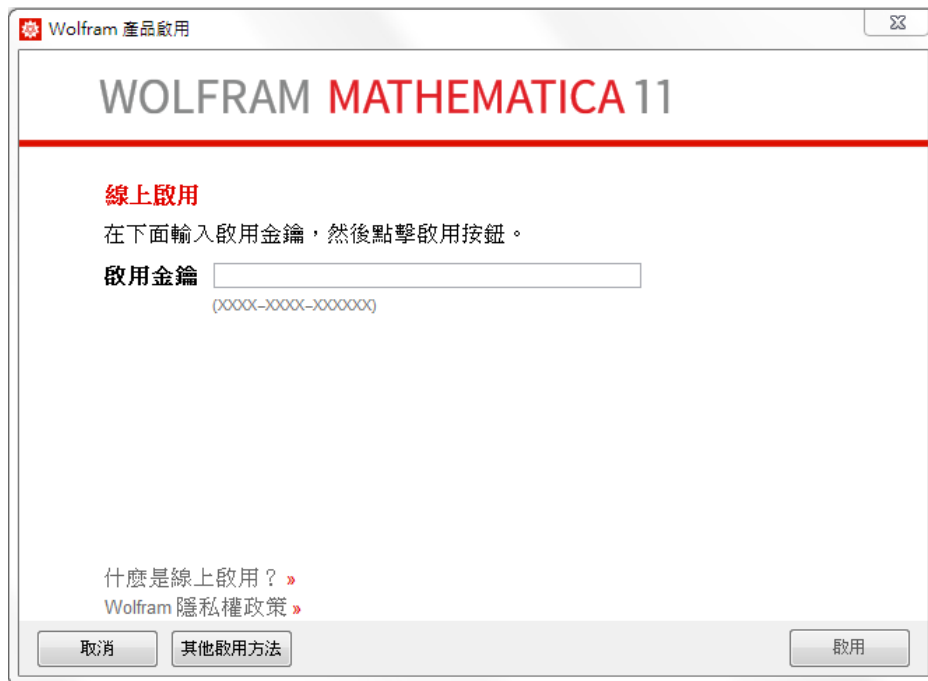 Wolfram 產品啟用
WOLFRAM MATHEMATICA 11
線上啟用
在下面輸入啟用金鑰，然後點擊啟用按鈕。
啟用金鑰
(XXXX-XXXX-XXXXXX)
什麼是線上啟用？ »
Wolfram 隱私權政策 »
取消
其他啟用方法
啟用